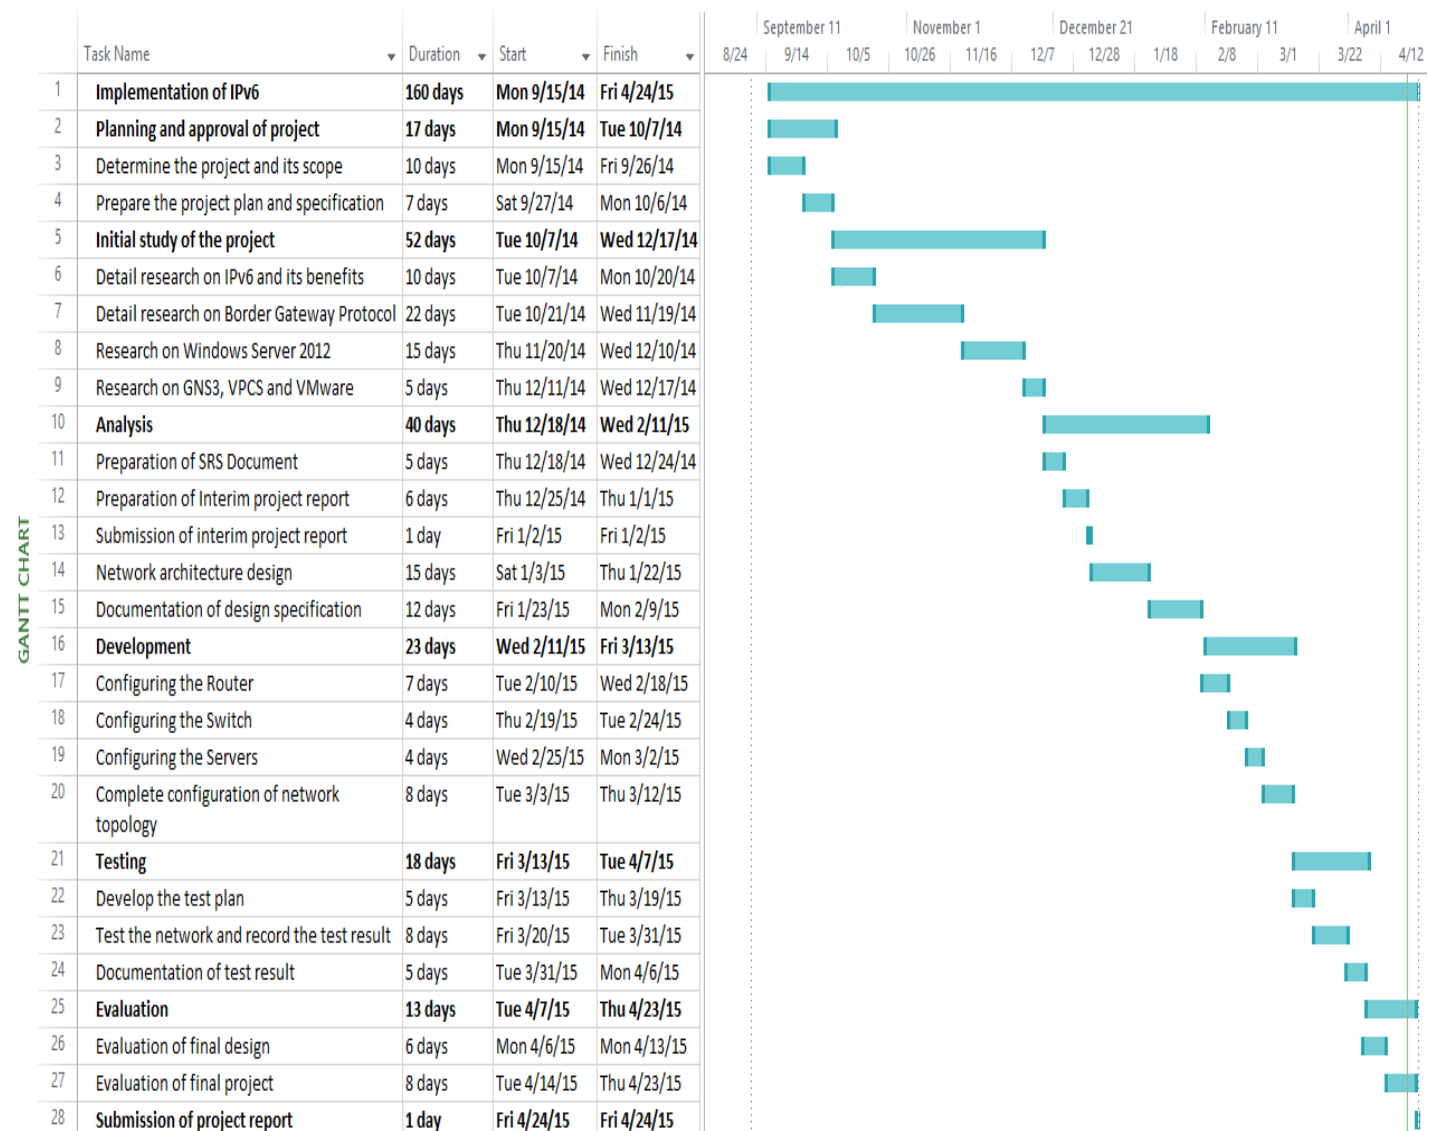 September 11 November 1 December 21 February 11 April 1
Task Name Duration Start Finish 8/24 9/14 10/5 10/26 11/16 12/7 12/28 1/18 2/8 3/1 3/22 4/12
1 Implementation of IPv6 160 days Mon 9/15/14 Fri 4/24/15
2 Planning and approval of project 17 days Mon 9/15/14 Tue 10/7/14
3 Determine the project and its scope 10 days Mon 9/15/14 Fri 9/26/14
4 Prepare the project plan and specification 7 days Sat 9/27/14 Mon 10/6/14
5 Initial study of the project 52 days Tue 10/7/14 Wed 12/17/14
6 Detail research on IPv6 and its benefits 10 days Tue 10/7/14 Mon 10/20/14
7 Detail research on Border Gateway Protocol 22 days Tue 10/21/14 Wed 11/19/14
8 Research on Windows Server 2012 15 days Thu 11/20/14 Wed 12/10/14
9 Research on GNS3, VPCS and VMware 5 days Thu 12/11/14 Wed 12/17/14
10 Analysis 40 days Thu 12/18/14 Wed 2/11/15
11 Preparation of SRS Document 5 days Thu 12/18/14 Wed 12/24/14
12 Preparation of Interim project report 6 days Thu 12/25/14 Thu 1/1/15
13 Submission of interim project report 1 day Fri 1/2/15 Fri 1/2/15
14 Network architecture design 15 days Sat 1/3/15 Thu 1/22/15
15 Documentation of design specification 12 days Fri 1/23/15 Mon 2/9/15
16 Development 23 days Wed 2/11/15 Fri 3/13/15
17 Configuring the Router 7 days Tue 2/10/15 Wed 2/18/15
18 Configuring the Switch 4 days Thu 2/19/15 Tue 2/24/15
19 Configuring the Servers 4 days Wed 2/25/15 Mon 3/2/15
20 Complete configuration of network 8 days Tue 3/3/15 Thu 3/12/15
topology
21 Testing 18 days Fri 3/13/15 Tue 4/7/15
22 Develop the test plan 5 days Fri 3/13/15 Thu 3/19/15
23 Test the network and record the test result 8 days Fri 3/20/15 Tue 3/31/15
24 Documentation of test result 5 days Tue 3/31/15 Mon 4/6/15
25 Evaluation 13 days Tue 4/7/15 Thu 4/23/15
26 Evaluation of final design 6 days Mon 4/6/15 Mon 4/13/15
27 Evaluation of final project 8 days Tue 4/14/15 Thu 4/23/15
28 Submission of project report 1 day Fri 4/24/15 Fri 4/24/15
GANTT CHART